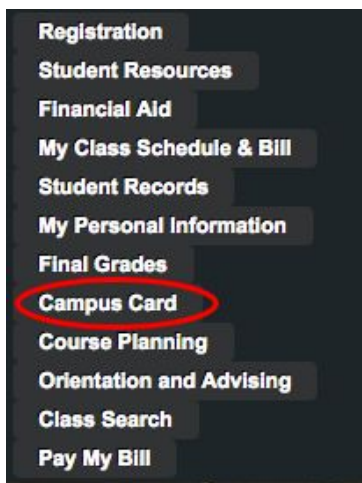 Registration
Student Resources
Financial Aid
My Class Schedule & Bill
Student Records
My Personal Information
Final Grades
Campus Card
Course Planning
Orientation and Advising
Class Search
Pay My Bill